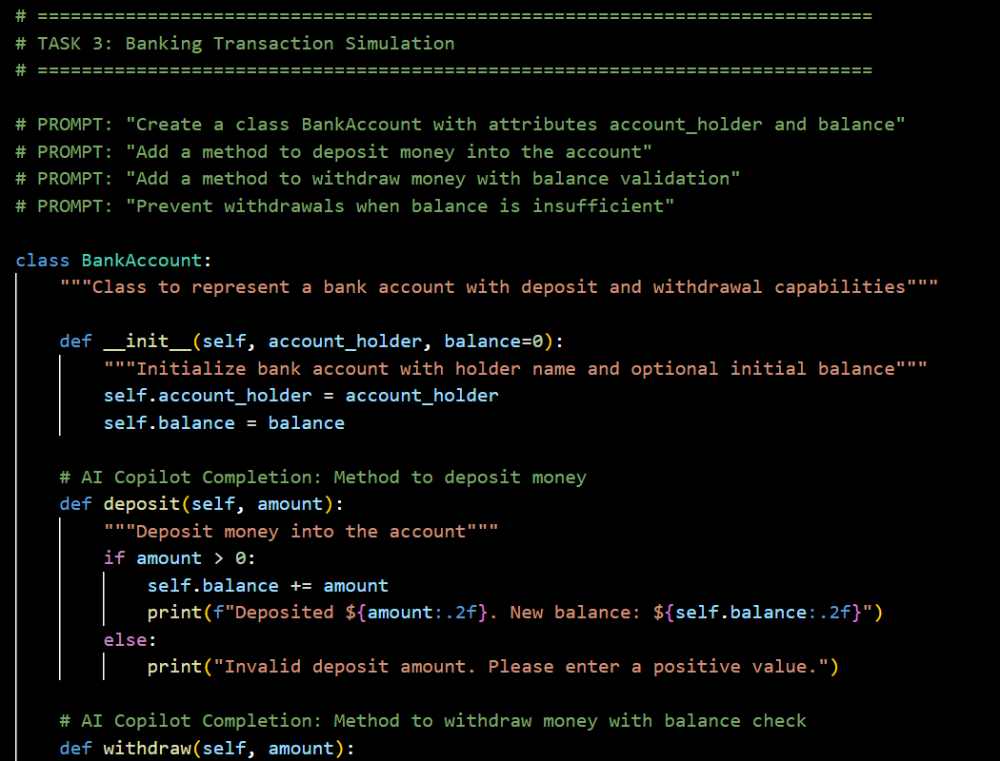 # ============================================================================
# TASK 3: Banking Transaction Simulation
# ============================================================================
# PROMPT: "Create a class BankAccount with attributes account_holder and balance"
# PROMPT: "Add a method to deposit money into the account"
# PROMPT: "Add a method to withdraw money with balance validation"
# PROMPT: "Prevent withdrawals when balance is insufficient"
class BankAccount:
    """Class to represent a bank account with deposit and withdrawal capabilities"""
    def __init__(self, account_holder, balance=0):
        """Initialize bank account with holder name and optional initial balance"""
        self.account_holder = account_holder
        self.balance = balance
    # AI Copilot Completion: Method to deposit money
    def deposit(self, amount):
        """Deposit money into the account"""
        if amount > 0:
            self.balance += amount
            print(f"Deposited ${amount:.2f}. New balance: ${self.balance:.2f}")
        else:
            print("Invalid deposit amount. Please enter a positive value.")
    # AI Copilot Completion: Method to withdraw money with balance check
    def withdraw(self, amount):